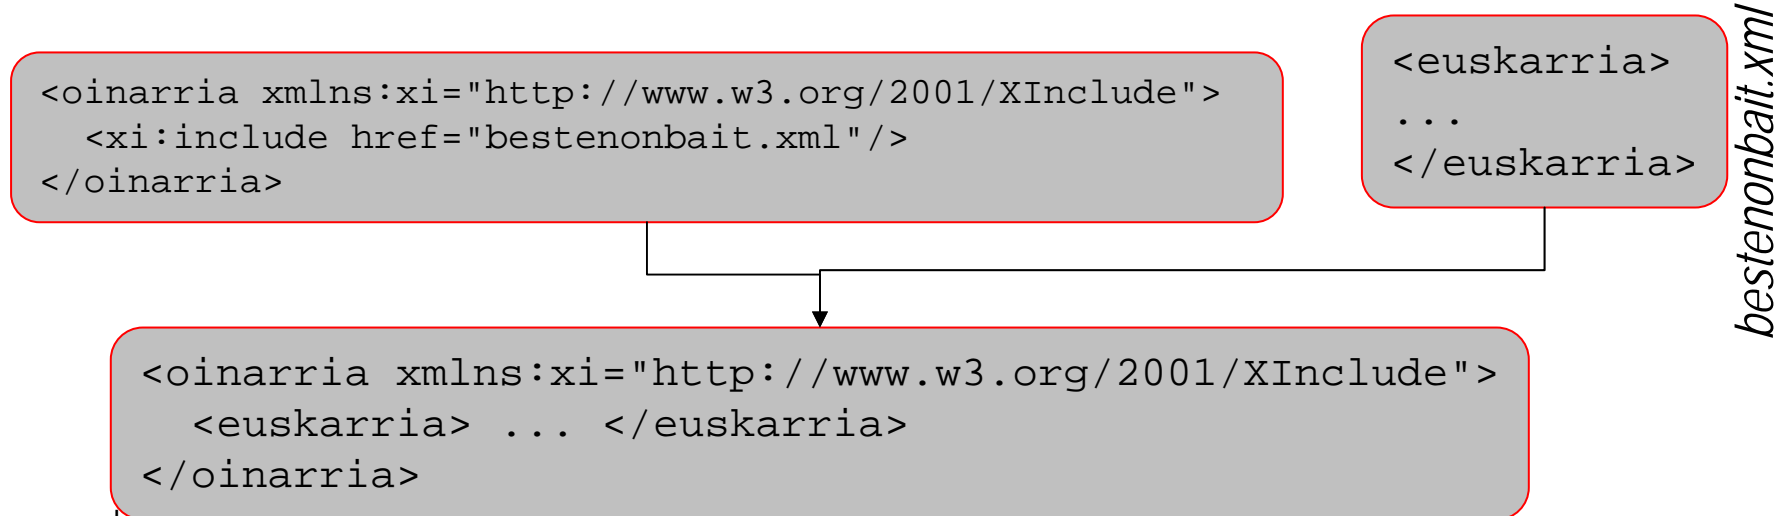 <oinarria xmlns:xi="http://www.w3.org/2001/XInclude">
  <xi:include href="bestenonbait.xml"/>
</oinarria>
<euskarria>
...
</euskarria>
bestenonbait.xml
<oinarria xmlns:xi="http://www.w3.org/2001/XInclude">
  <euskarria> ... </euskarria>
</oinarria>